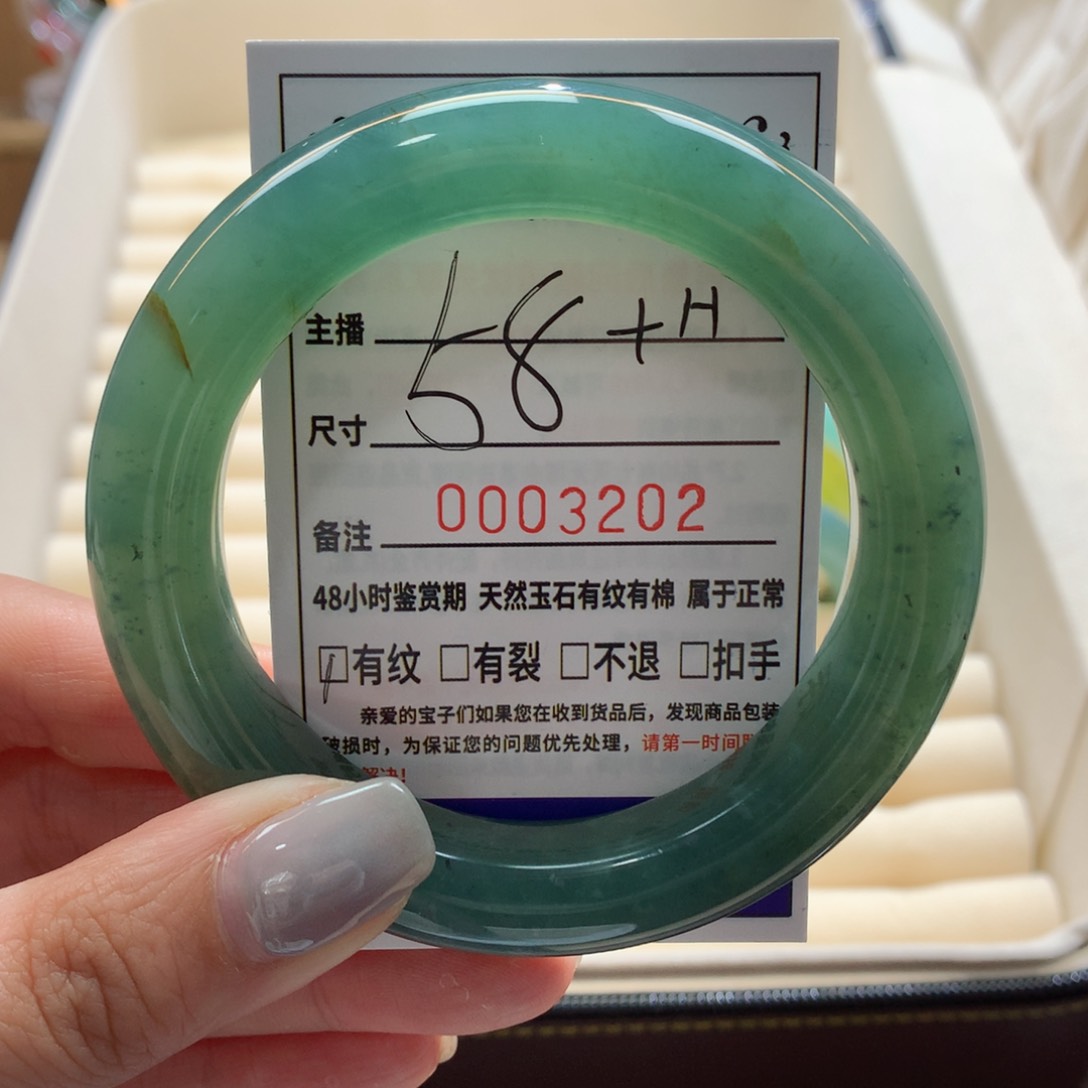 主播
58+H
尺寸
备注 0003202
48小时鉴赏期 天然玉石有纹有棉 属于正常
□有纹 □有裂 □不退 □扣手
亲爱的宝子们如果您在收到货品后，发现商品包装
破损时，为保证您的问题优先处理，请第一时间
解决！